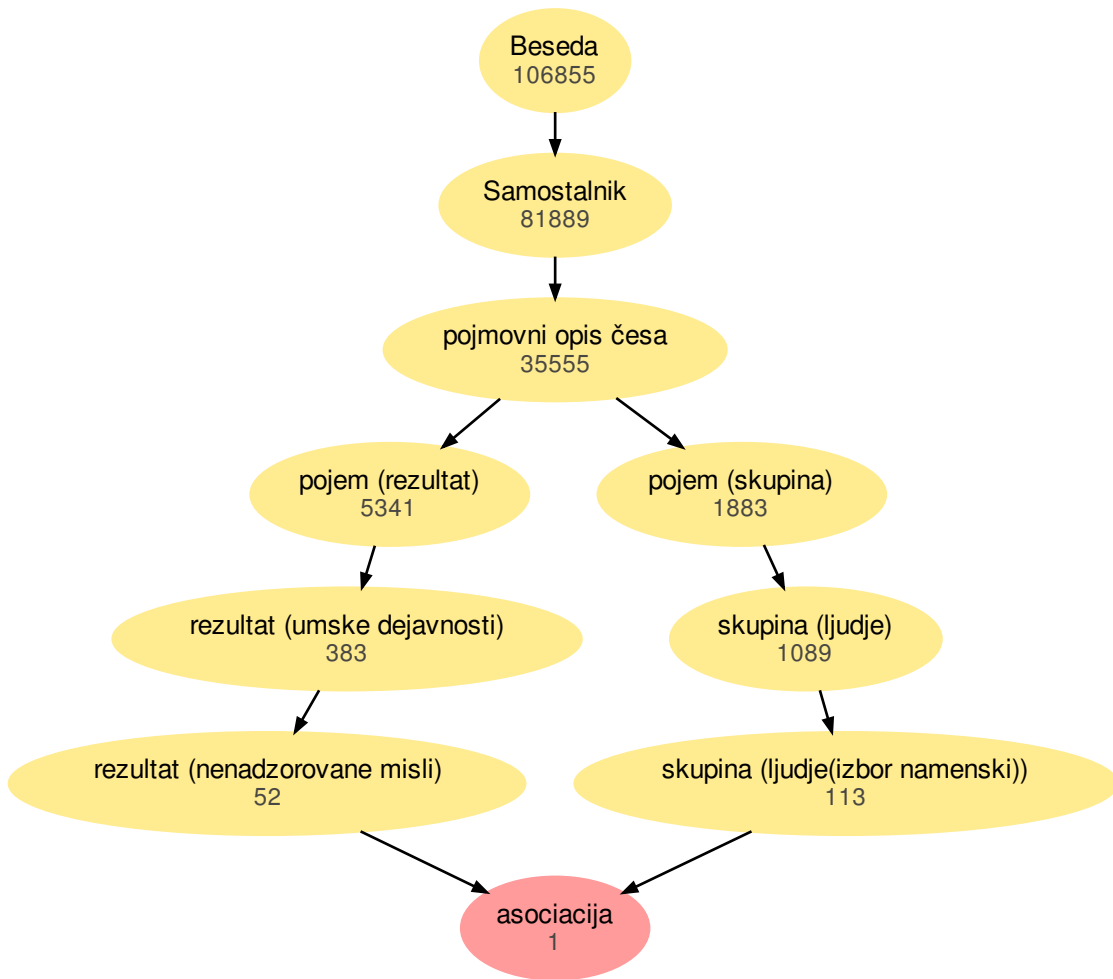 Beseda
106855
Samostalnik
81889
pojmovni opis česa
35555
pojem (rezultat)
5341
pojem (skupina)
1883
rezultat (umske dejavnosti)
383
skupina (ljudje)
1089
rezultat (nenadzorovane misli)
52
skupina (ljudje(izbor namenski))
113
asociacija
1